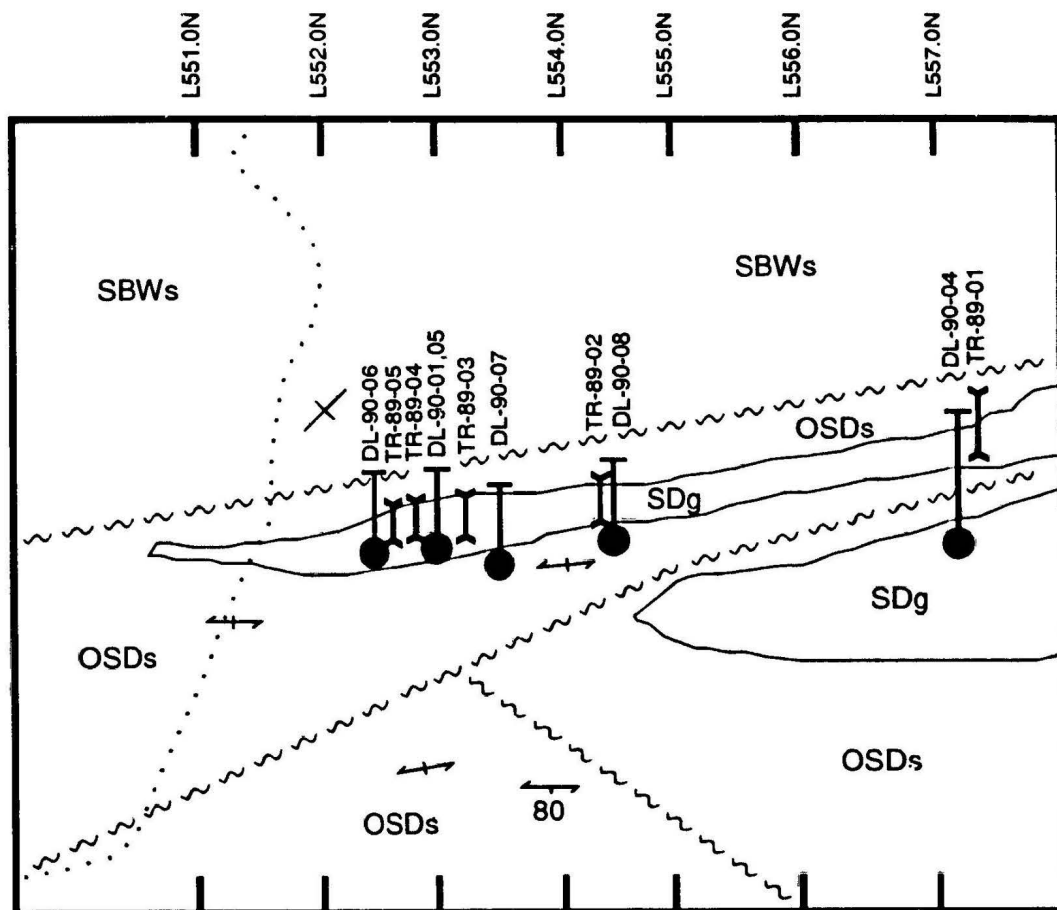 L551.0N
L552.0N
L553.0N
L554.0N
L555.0N
L556.0N
L557.0N
SBWs
SBWs
DL-90-06
TR-89-05
TR-89-04
DL-90-01,05
TR-89-03
DL-90-07
TR-89-02
DL-90-08
DL-90-04
TR-89-01
OSDs
SDg
SDg
OSDs
OSDs
80
OSDs